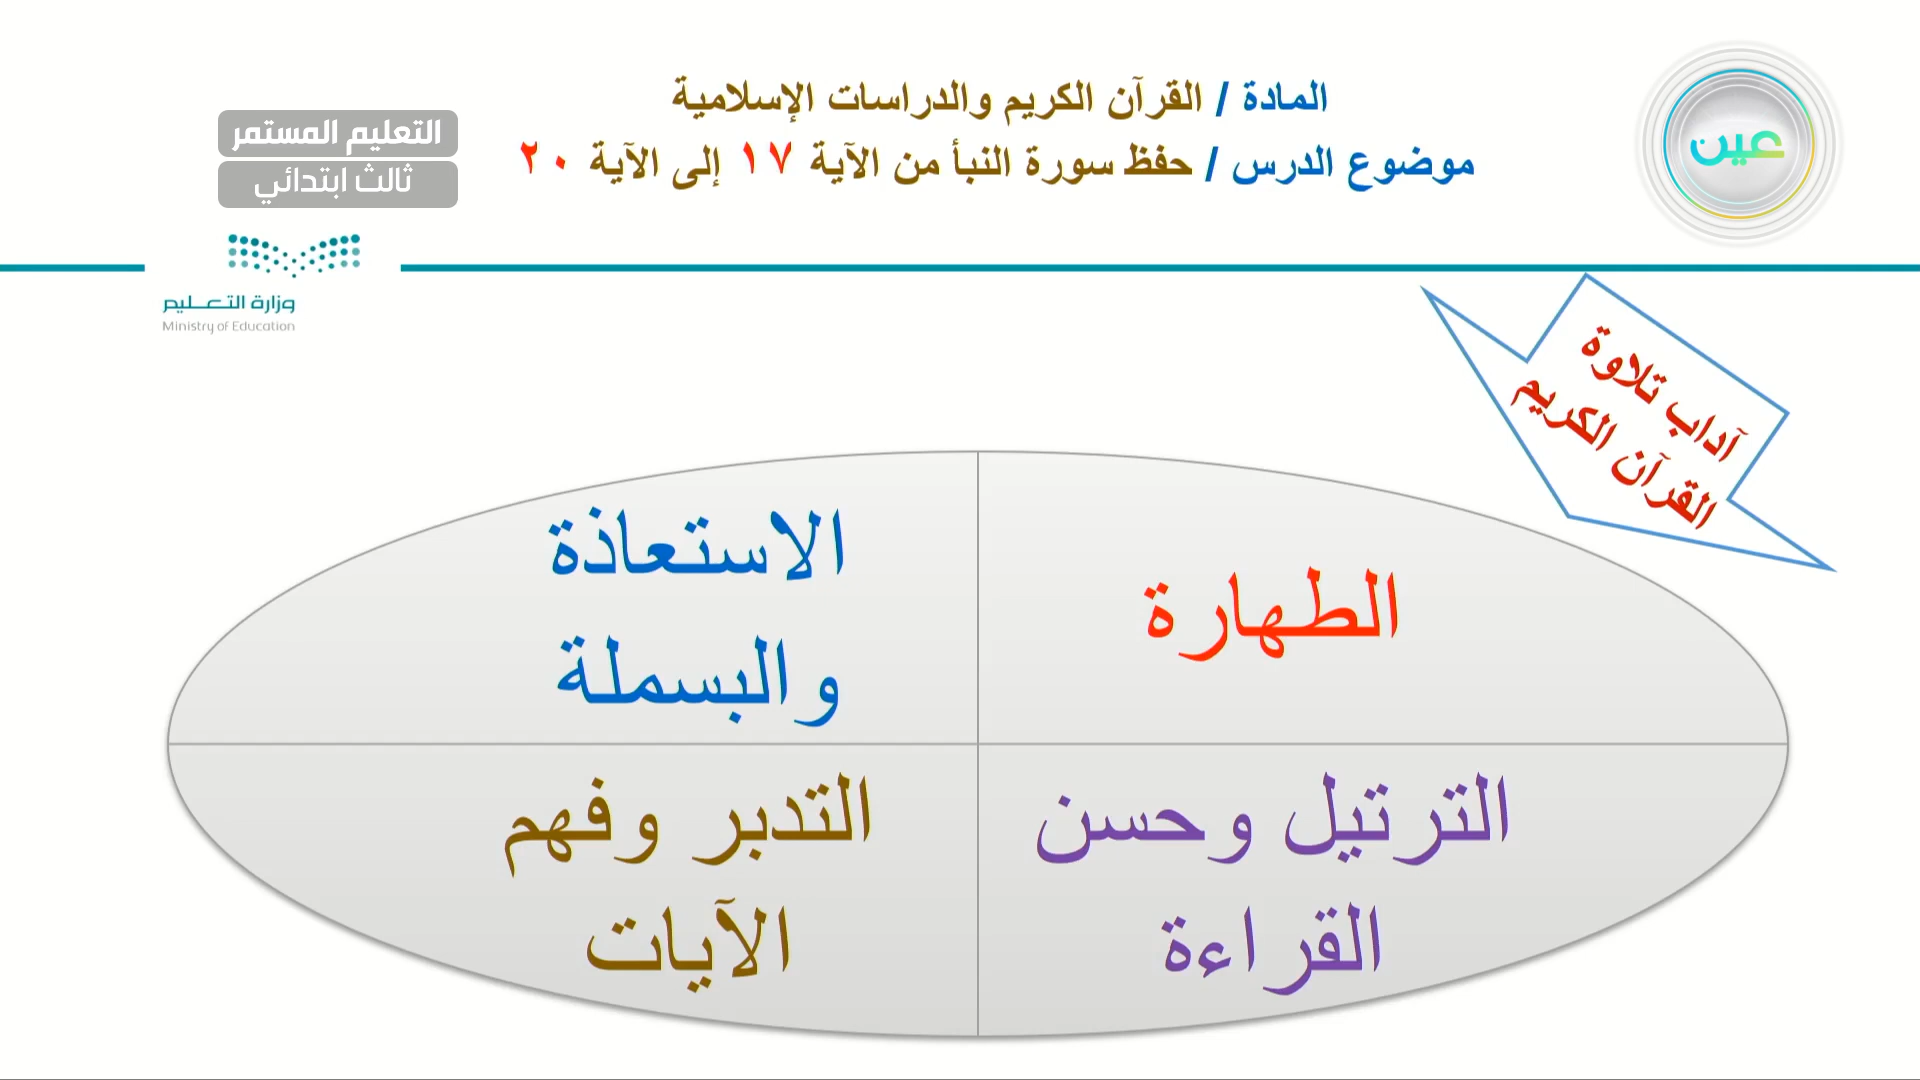 المادة / القرآن الكريم والدراسات الإسلامية
موضوع الدرس / حفظ سورة النبأ من الآية ١٧ إلى الآية ٢٠
عين
التعليم المستمر
ثالث ابتدائي
وزارة التعليم
Ministry of Education
آداب تلاوة
القرآن الكريم
الطهارة
الاستعاذة
والبسملة
الترتيل وحسن
القراءة
التدبر وفهم
الآيات